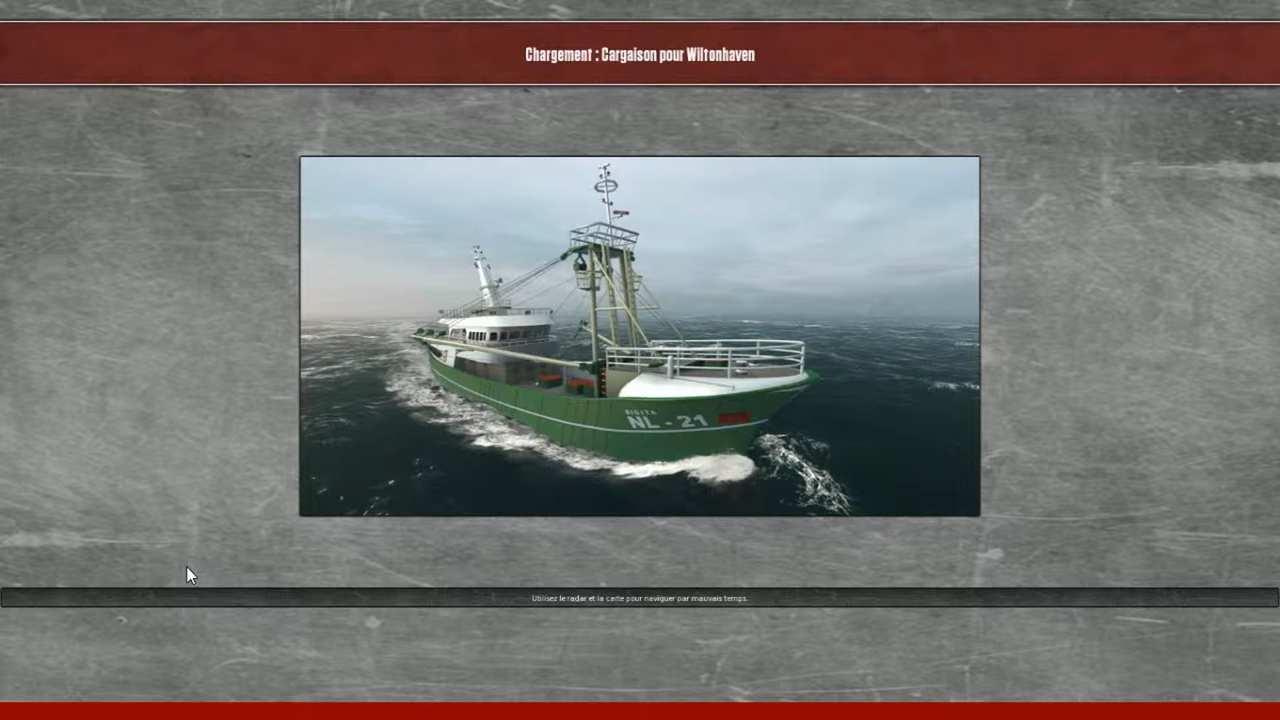 Chargement : Cargaison pour Wiltonhaven
NL - 21
Utilisez le radar et la carte pour naviguer par mauvais temps.